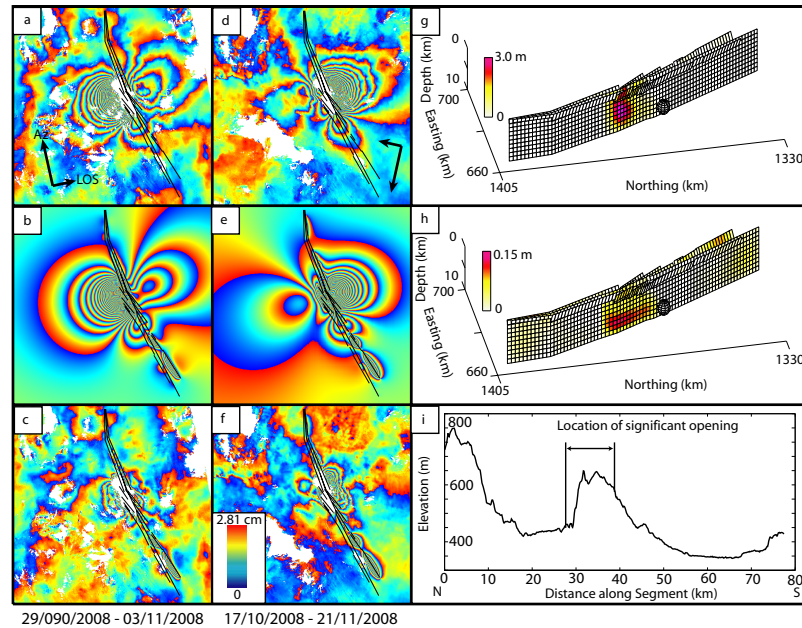 a
Az
LOS
d
g
0
10
Depth (km)
700
Easting (km)
660
3.0 m
0
1405
1330
Northing (km)
b
e
h
0
10
Depth (km)
700
Easting (km)
660
0.15 m
0
1405
1330
Northing (km)
c
f
2.81 cm
0
i
Location of significant opening
800
600
400
Elevation (m)
0 10 20 30 40 50 60 70 80
N Distance along Segment (km) S
29/090/2008 - 03/11/2008 17/10/2008 - 21/11/2008